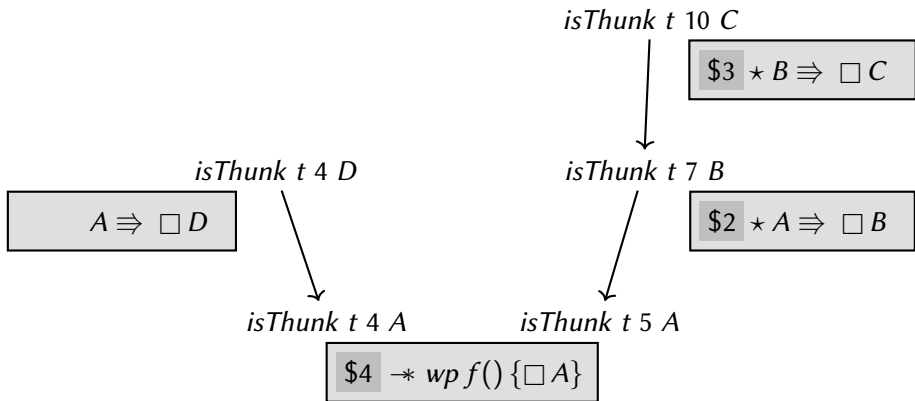 isThunk t 10 C
$3 ⋆ B ⇛ □ C
isThunk t 4 D
isThunk t 7 B
A ⇛ □ D
$2 ⋆ A ⇛ □ B
isThunk t 4 A
isThunk t 5 A
$4 -∗ wp f() {□ A}